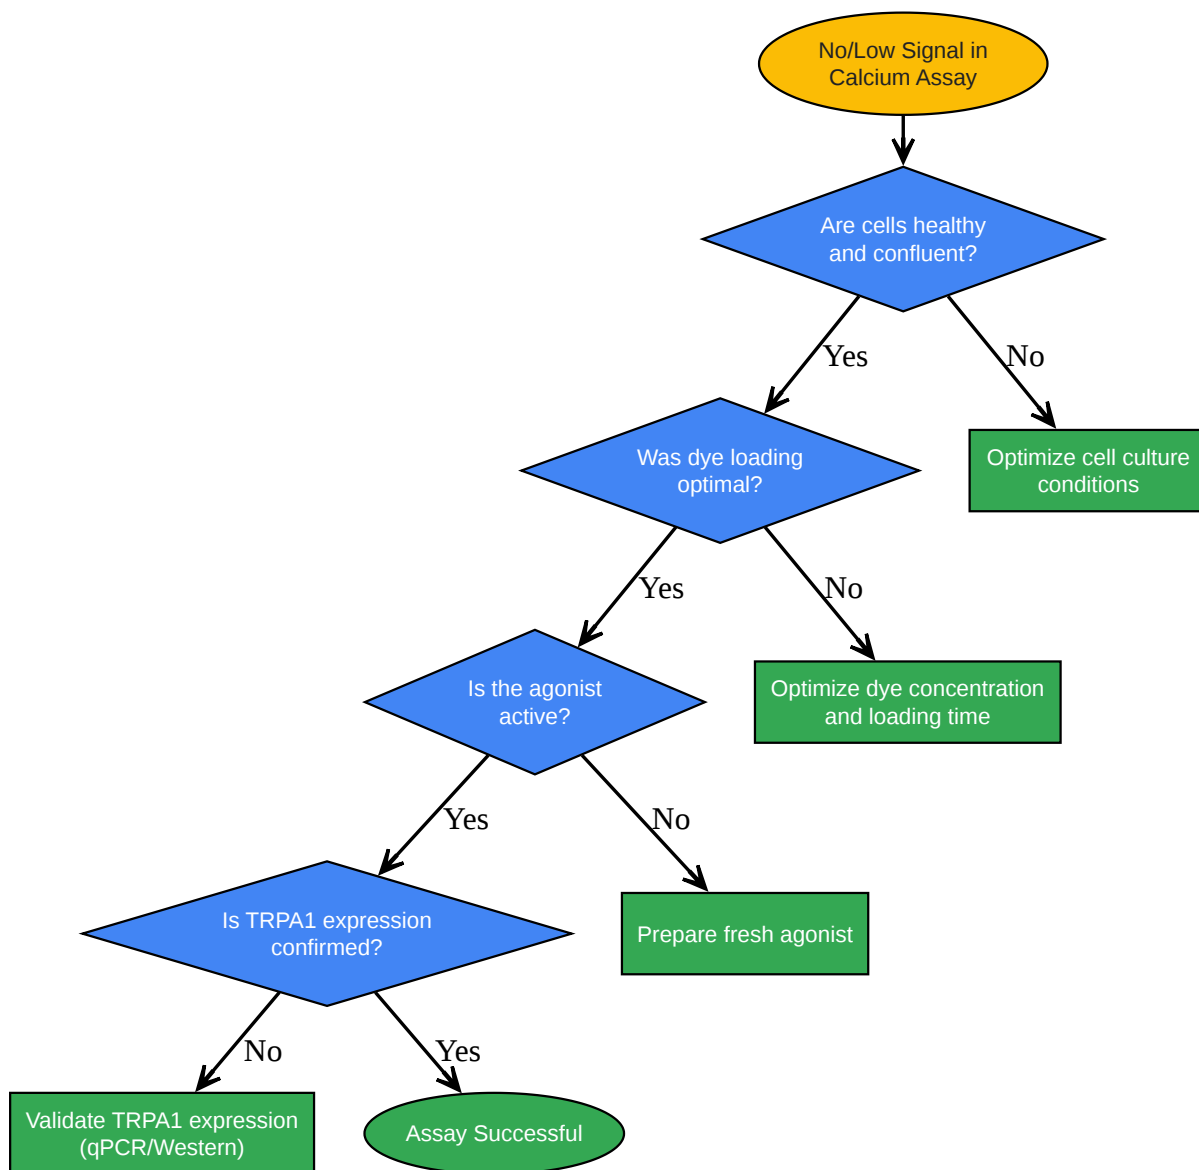 No/Low Signal in
Calcium Assay
Are cells healthy
and confluent?
Yes
No
Optimize cell culture
conditions
Was dye loading
optimal?
Yes
No
Optimize dye concentration
and loading time
Is the agonist
active?
Yes
No
Prepare fresh agonist
Is TRPA1 expression
confirmed?
No
Yes
Validate TRPA1 expression
(qPCR/Western)
Assay Successful